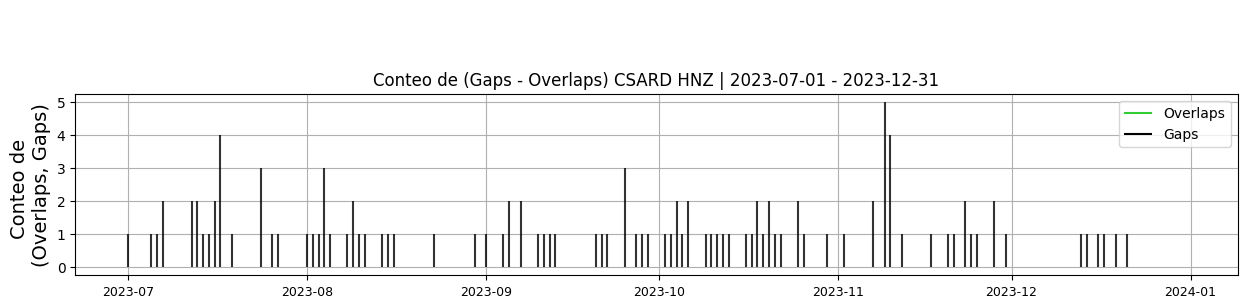 Conteo de (Gaps - Overlaps) CSARD HNZ | 2023-07-01 - 2023-12-31
Conteo de
(Overlaps, Gaps)
5
4
3
2
1
0
Overlaps
Gaps
2023-07
2023-08
2023-09
2023-10
2023-11
2023-12
2024-01